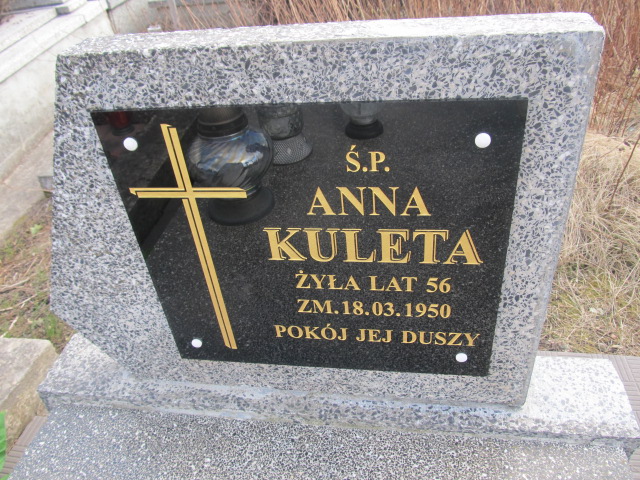 Ś.P.
ANNA
KULETA
ŻYŁA LAT 56
ZM. 18.03.1950
POKÓJ JEJ DUSZY